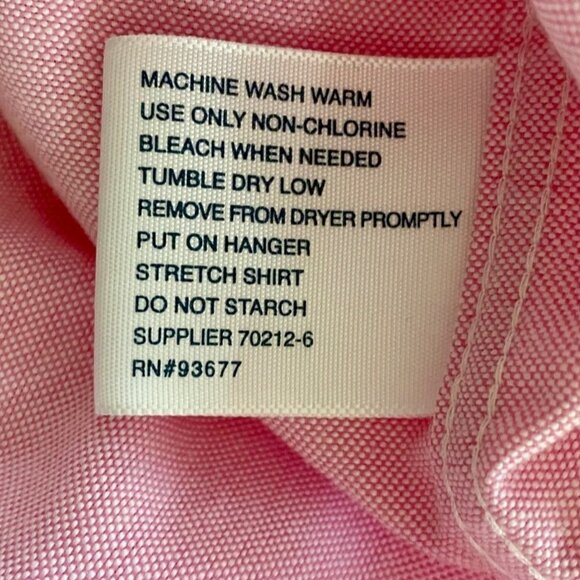 MACHINE WASH WARM
USE ONLY NON-CHLORINE
BLEACH WHEN NEEDED
TUMBLE DRY LOW
REMOVE FROM DRYER PROMPTLY
PUT ON HANGER
STRETCH SHIRT
DO NOT STARCH
SUPPLIER 70212-6
RN#93677